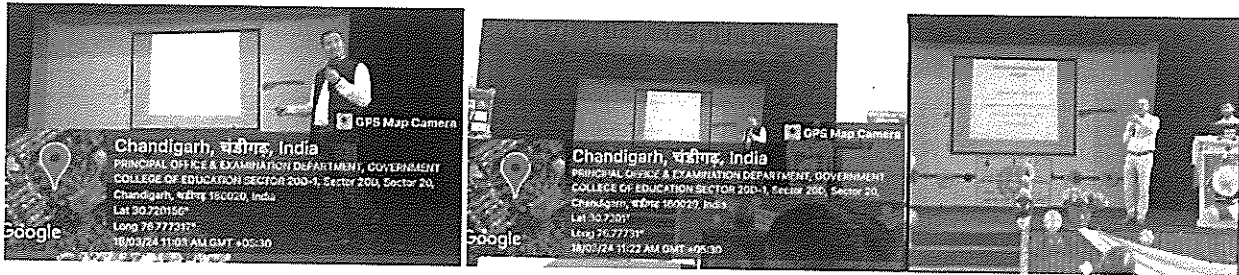 GPS Map Camera
Chandigarh, चंडीगढ़, India
PRINCIPAL OFFICE & EXAMINATION DEPARTMENT, GOVERNMENT
COLLEGE OF EDUCATION SECTOR 20D-1, Sector 20D, Sector 20,
Chandigarh, चंडीगढ़ 160020, India
Lat 30.720156°
Long 76.777317°
18/03/24 11:03 AM GMT +05:30
Google
GPS Map Camera
Chandigarh, चंडीगढ़, India
PRINCIPAL OFFICE & EXAMINATION DEPARTMENT, GOVERNMENT
COLLEGE OF EDUCATION SECTOR 20D-1, Sector 20D, Sector 20,
Chandigarh, चंडीगढ़ 160020, India
Lat 30.7201°
Long 76.77731°
18/03/24 11:22 AM GMT +05:30
Google